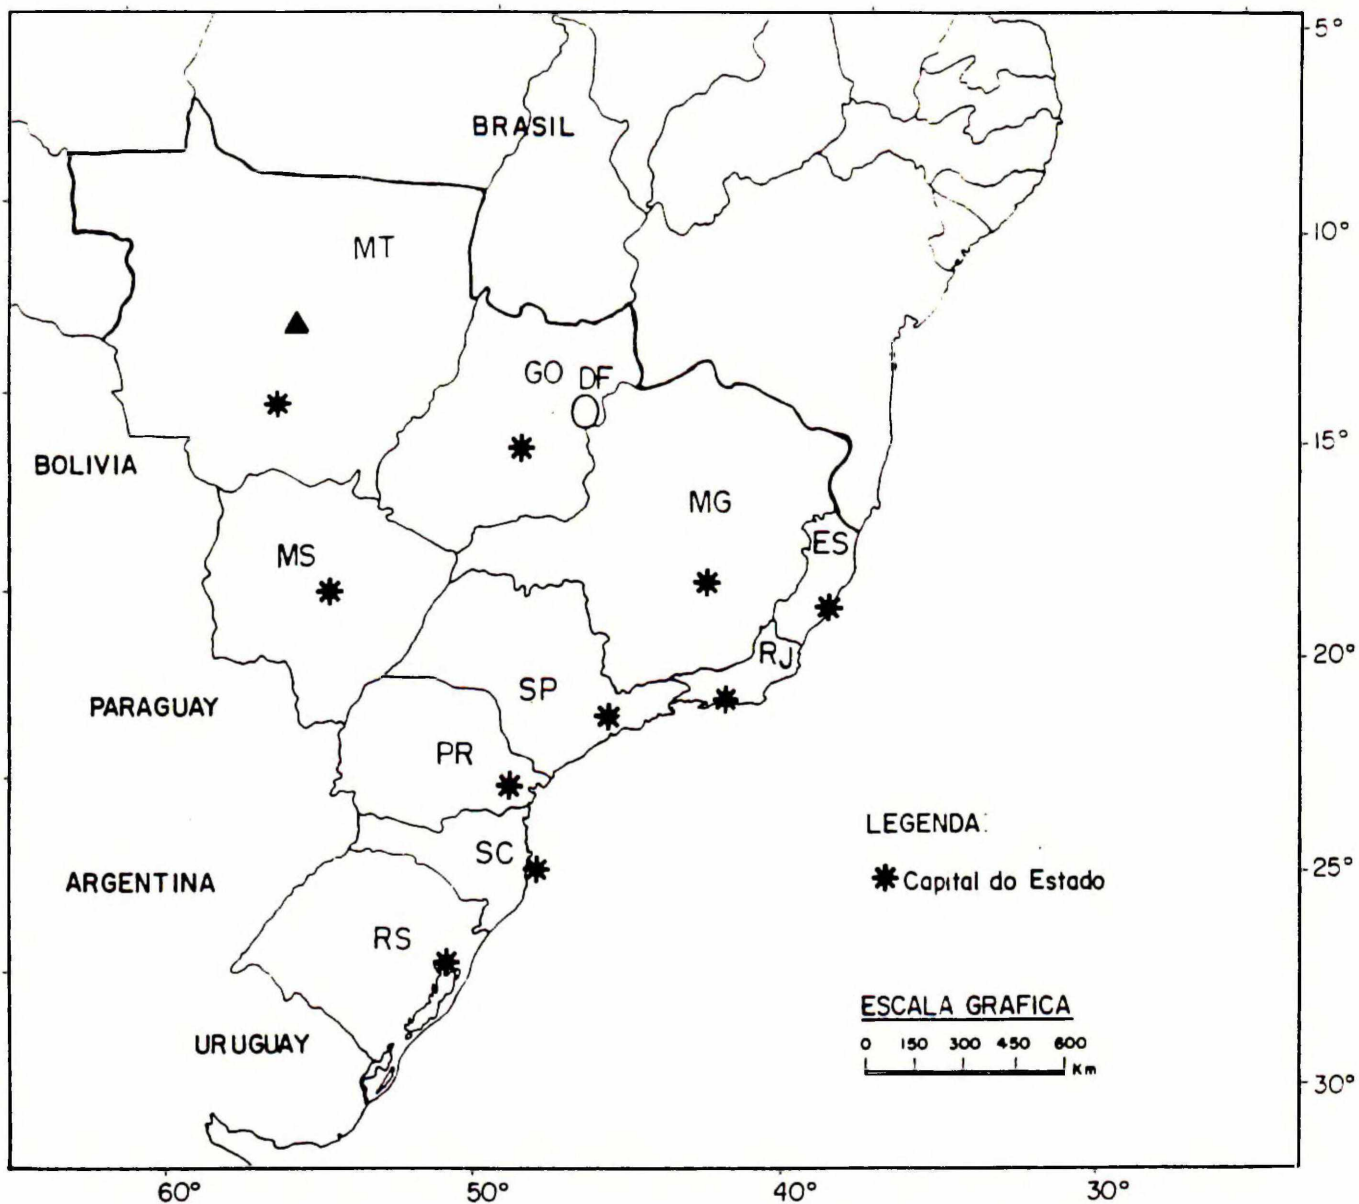 5°
BRASIL
10°
MT
GO DF
15°
BOLIVIA
MG
ES
MS
20°
RJ
SP
PARAGUAY
PR
LEGENDA:
SC
25°
ARGENTINA
Capital do Estado
RS
ESCALA GRAFICA
0 150 300 450 600
Km
URUGUAY
30°
60° 50° 40° 30°